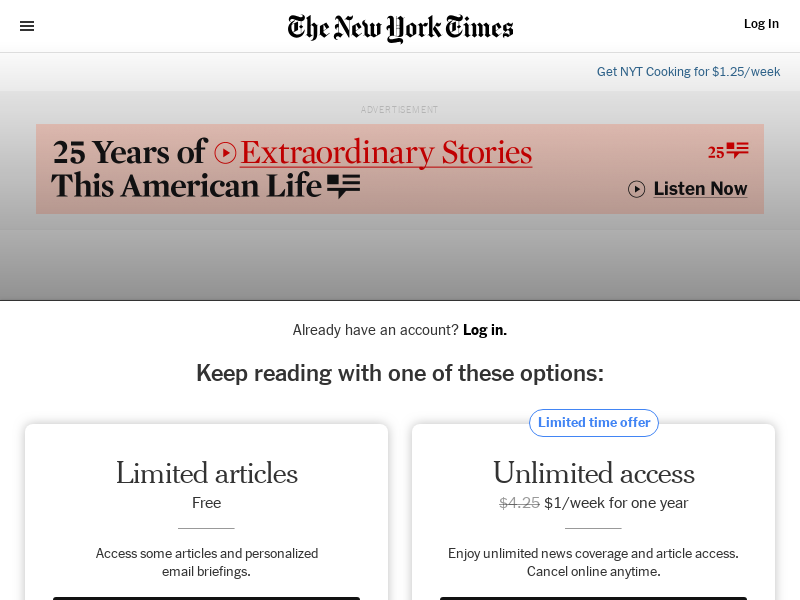 The New York Times
Log In
Get NYT Cooking for $1.25/week
ADVERTISEMENT
25 Years of Extraordinary Stories
This American Life
25
Listen Now
Already have an account? Log in.
Keep reading with one of these options:
Limited articles
Free
Access some articles and personalized
email briefings.
Limited time offer
Unlimited access
$4.25 $1/week for one year
Enjoy unlimited news coverage and article access.
Cancel online anytime.